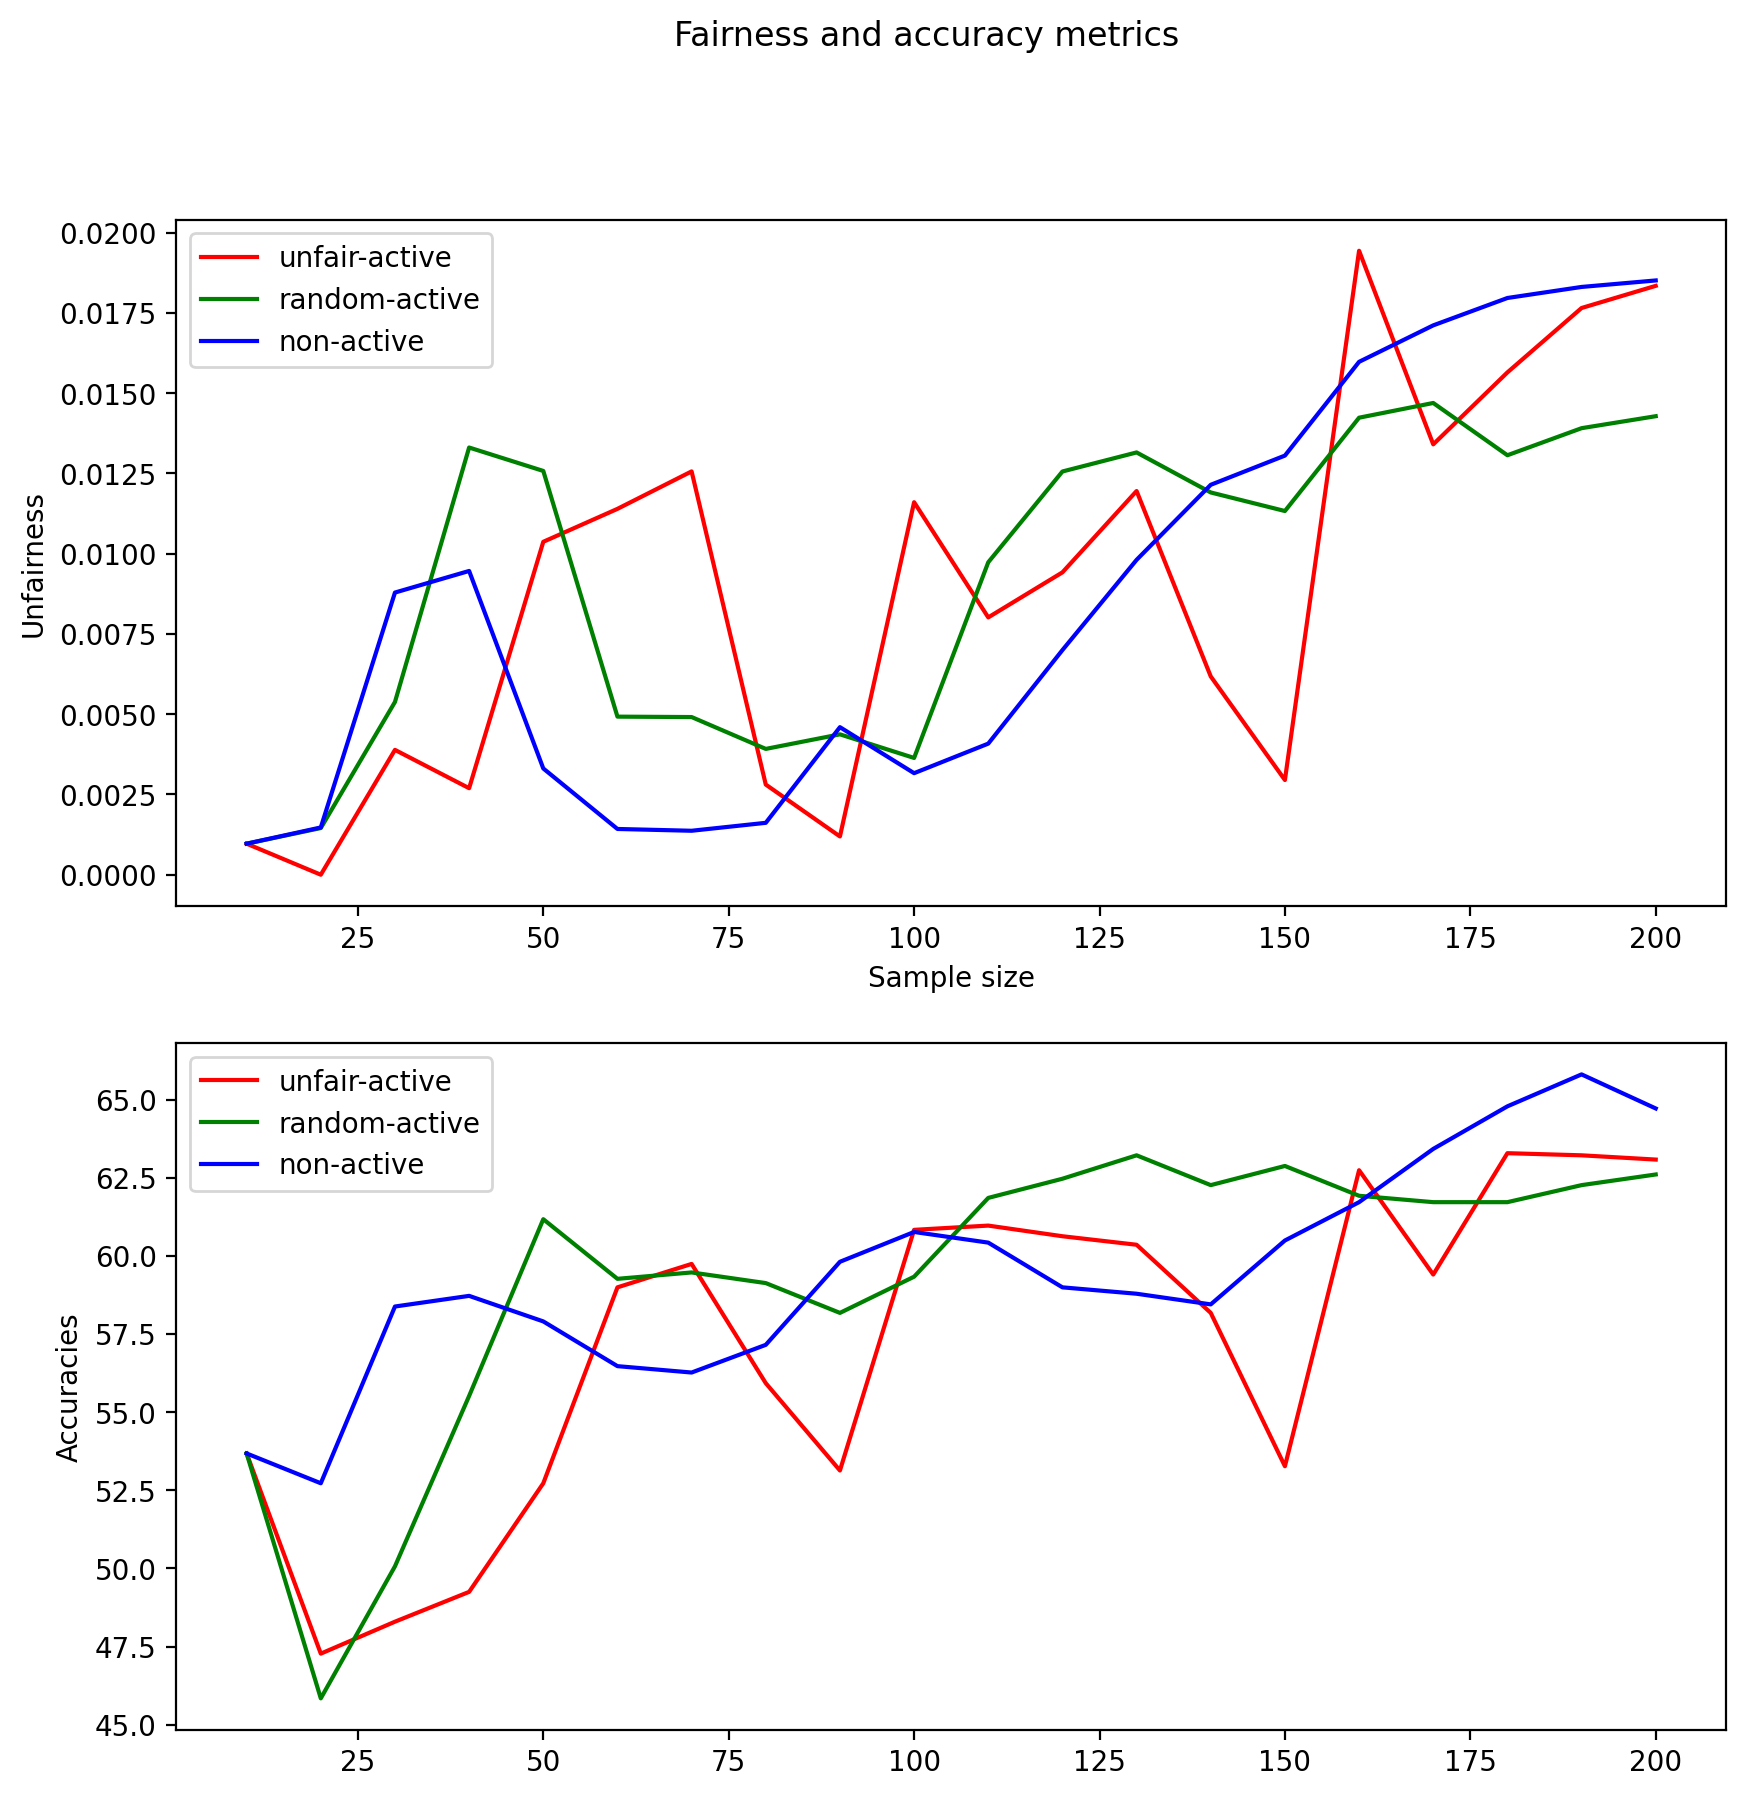 Fairness and accuracy metrics
0.0200
0.0175
0.0150
0.0125
0.0100
0.0075
0.0050
0.0025
0.0000
Unfairness
unfair-active
random-active
non-active
25 50 75 100 125 150 175 200
Sample size
65.0
62.5
60.0
57.5
55.0
52.5
50.0
47.5
45.0
Accuracies
unfair-active
random-active
non-active
25 50 75 100 125 150 175 200